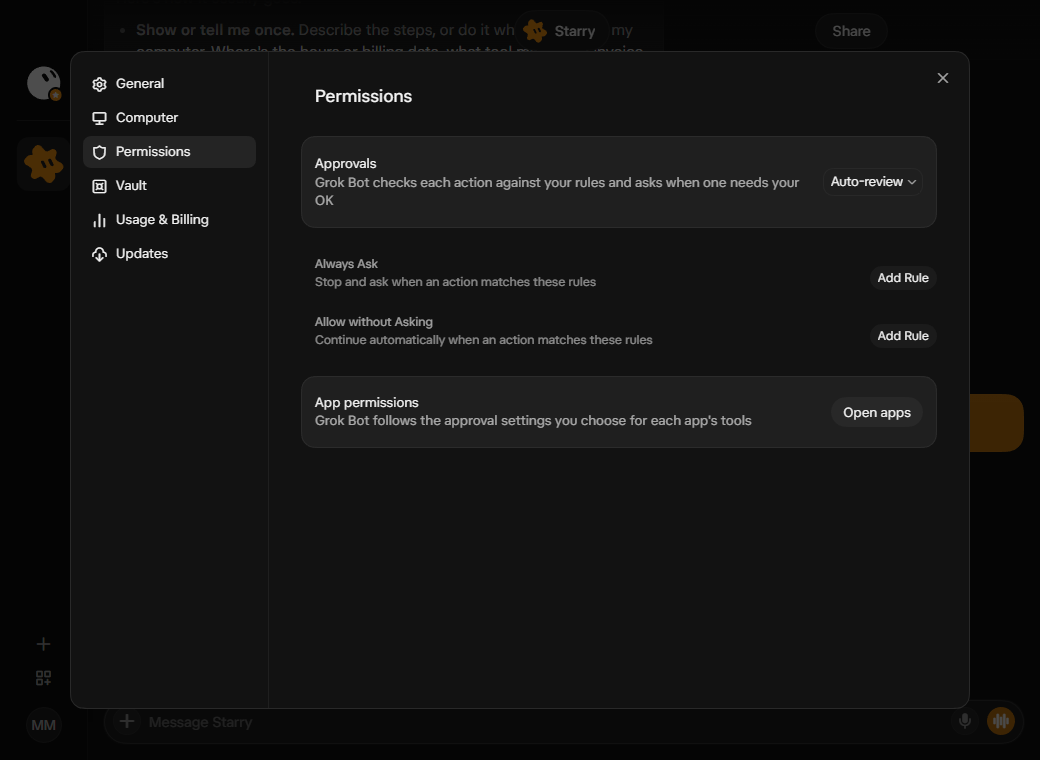 Show or tell me once. Describe the steps, or do it wh
my
Starry
Share
General
Computer
Permissions
Vault
Usage & Billing
Updates
Permissions
Approvals
Grok Bot checks each action against your rules and asks when one needs your
OK
Auto-review
Always Ask
Stop and ask when an action matches these rules
Add Rule
Allow without Asking
Continue automatically when an action matches these rules
Add Rule
App permissions
Grok Bot follows the approval settings you choose for each app's tools
Open apps
MM
Message Starry